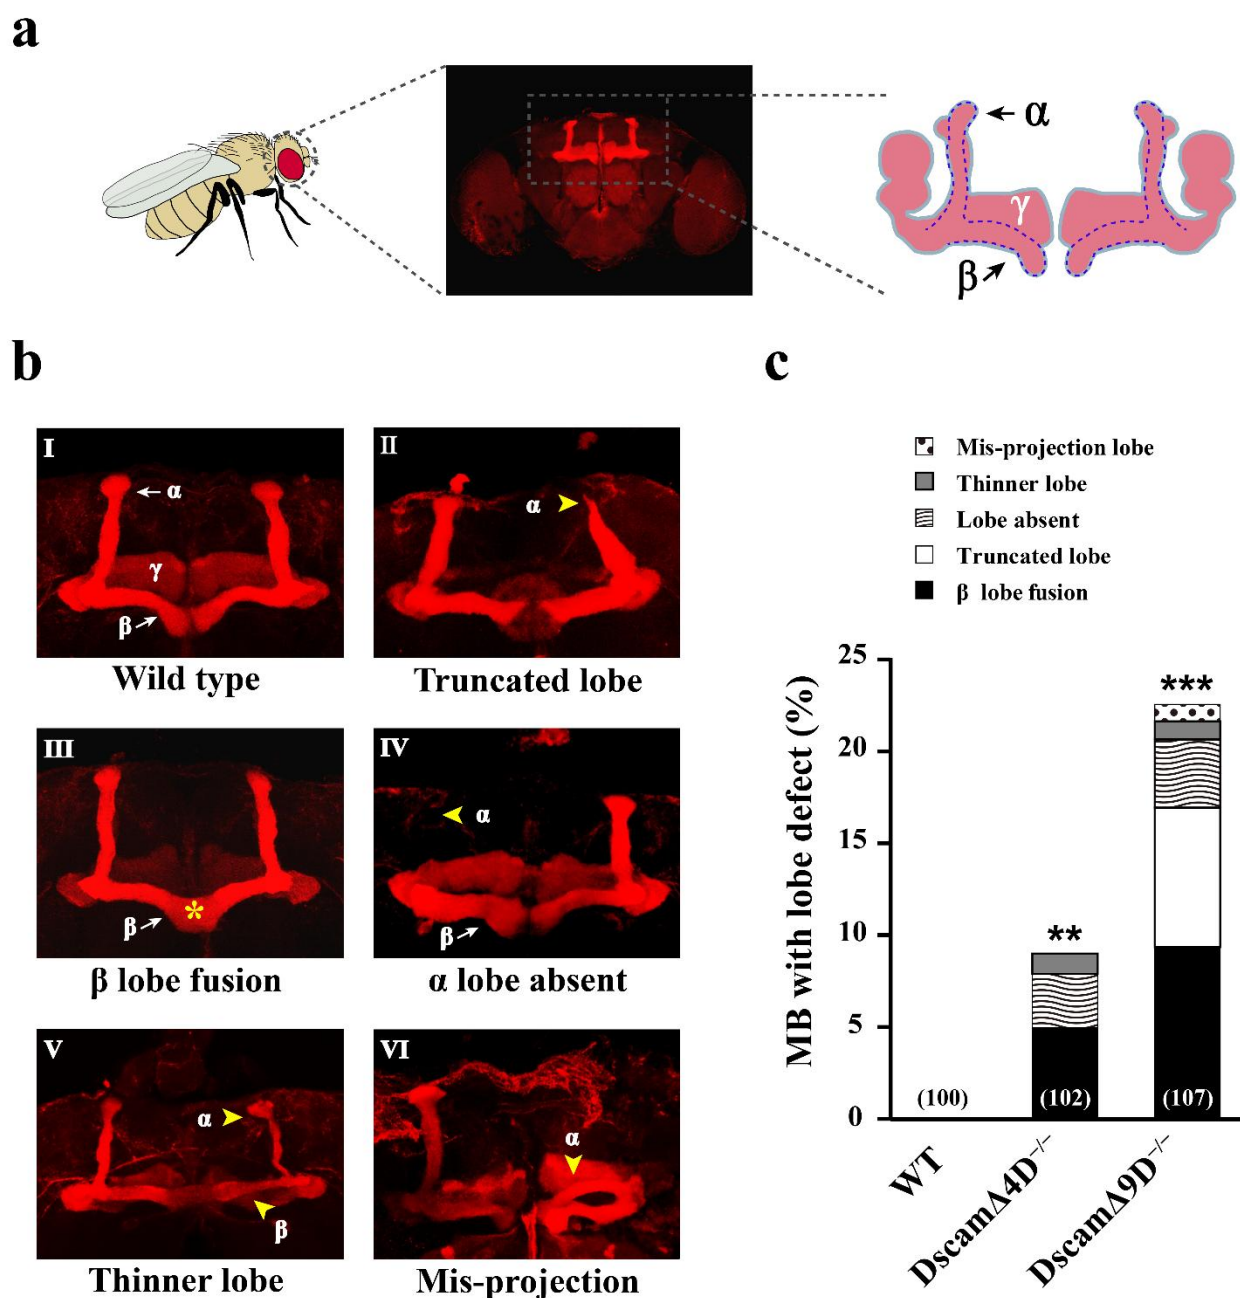 a
α
γ
β
b
I
α
γ
β
Wild type
II
α
Truncated lobe
III
β
*
β lobe fusion
IV
α
β
α lobe absent
V
α
β
Thinner lobe
VI
α
Mis-projection
c
Mis-projection lobe
Thinner lobe
Lobe absent
Truncated lobe
β lobe fusion
MB with lobe defect (%)
25
20
15
10
5
0
***
**
(100)
(102)
(107)
WT
DscamΔ4D⁻/⁻
DscamΔ9D⁻/⁻